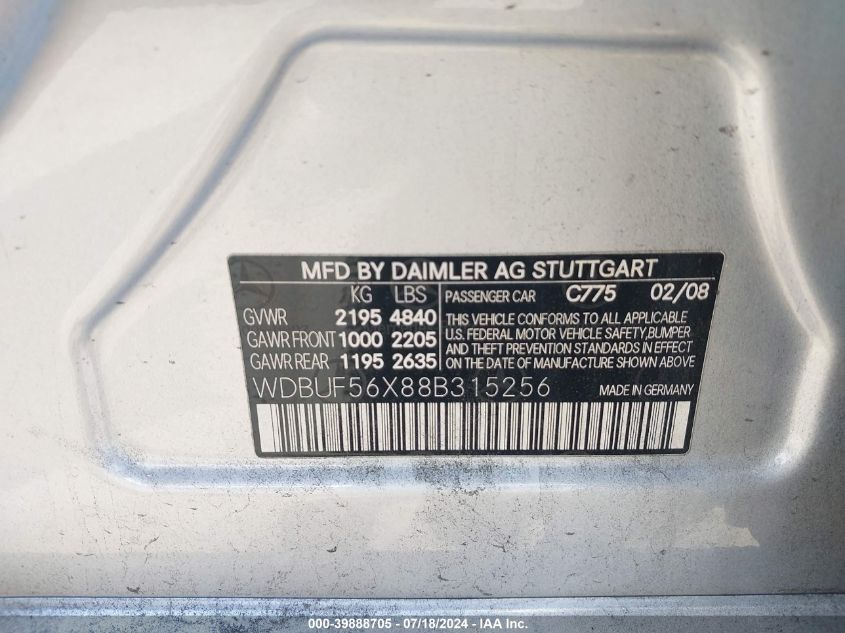 MFD BY DAIMLER AG STUTTGART
KG LBS PASSENGER CAR C775 02/08
GVWR 2195 4840 THIS VEHICLE CONFORMS TO ALL APPLICABLE
GAWR FRONT 1000 2205 U.S. FEDERAL MOTOR VEHICLE SAFETY,BUMPER
AND THEFT PREVENTION STANDARDS IN EFFECT
GAWR REAR 1195 2635 ON THE DATE OF MANUFACTURE SHOWN ABOVE
WDBUF56X88B315256 MADE IN GERMANY
000-39888705 - 07/18/2024 - IAA Inc.